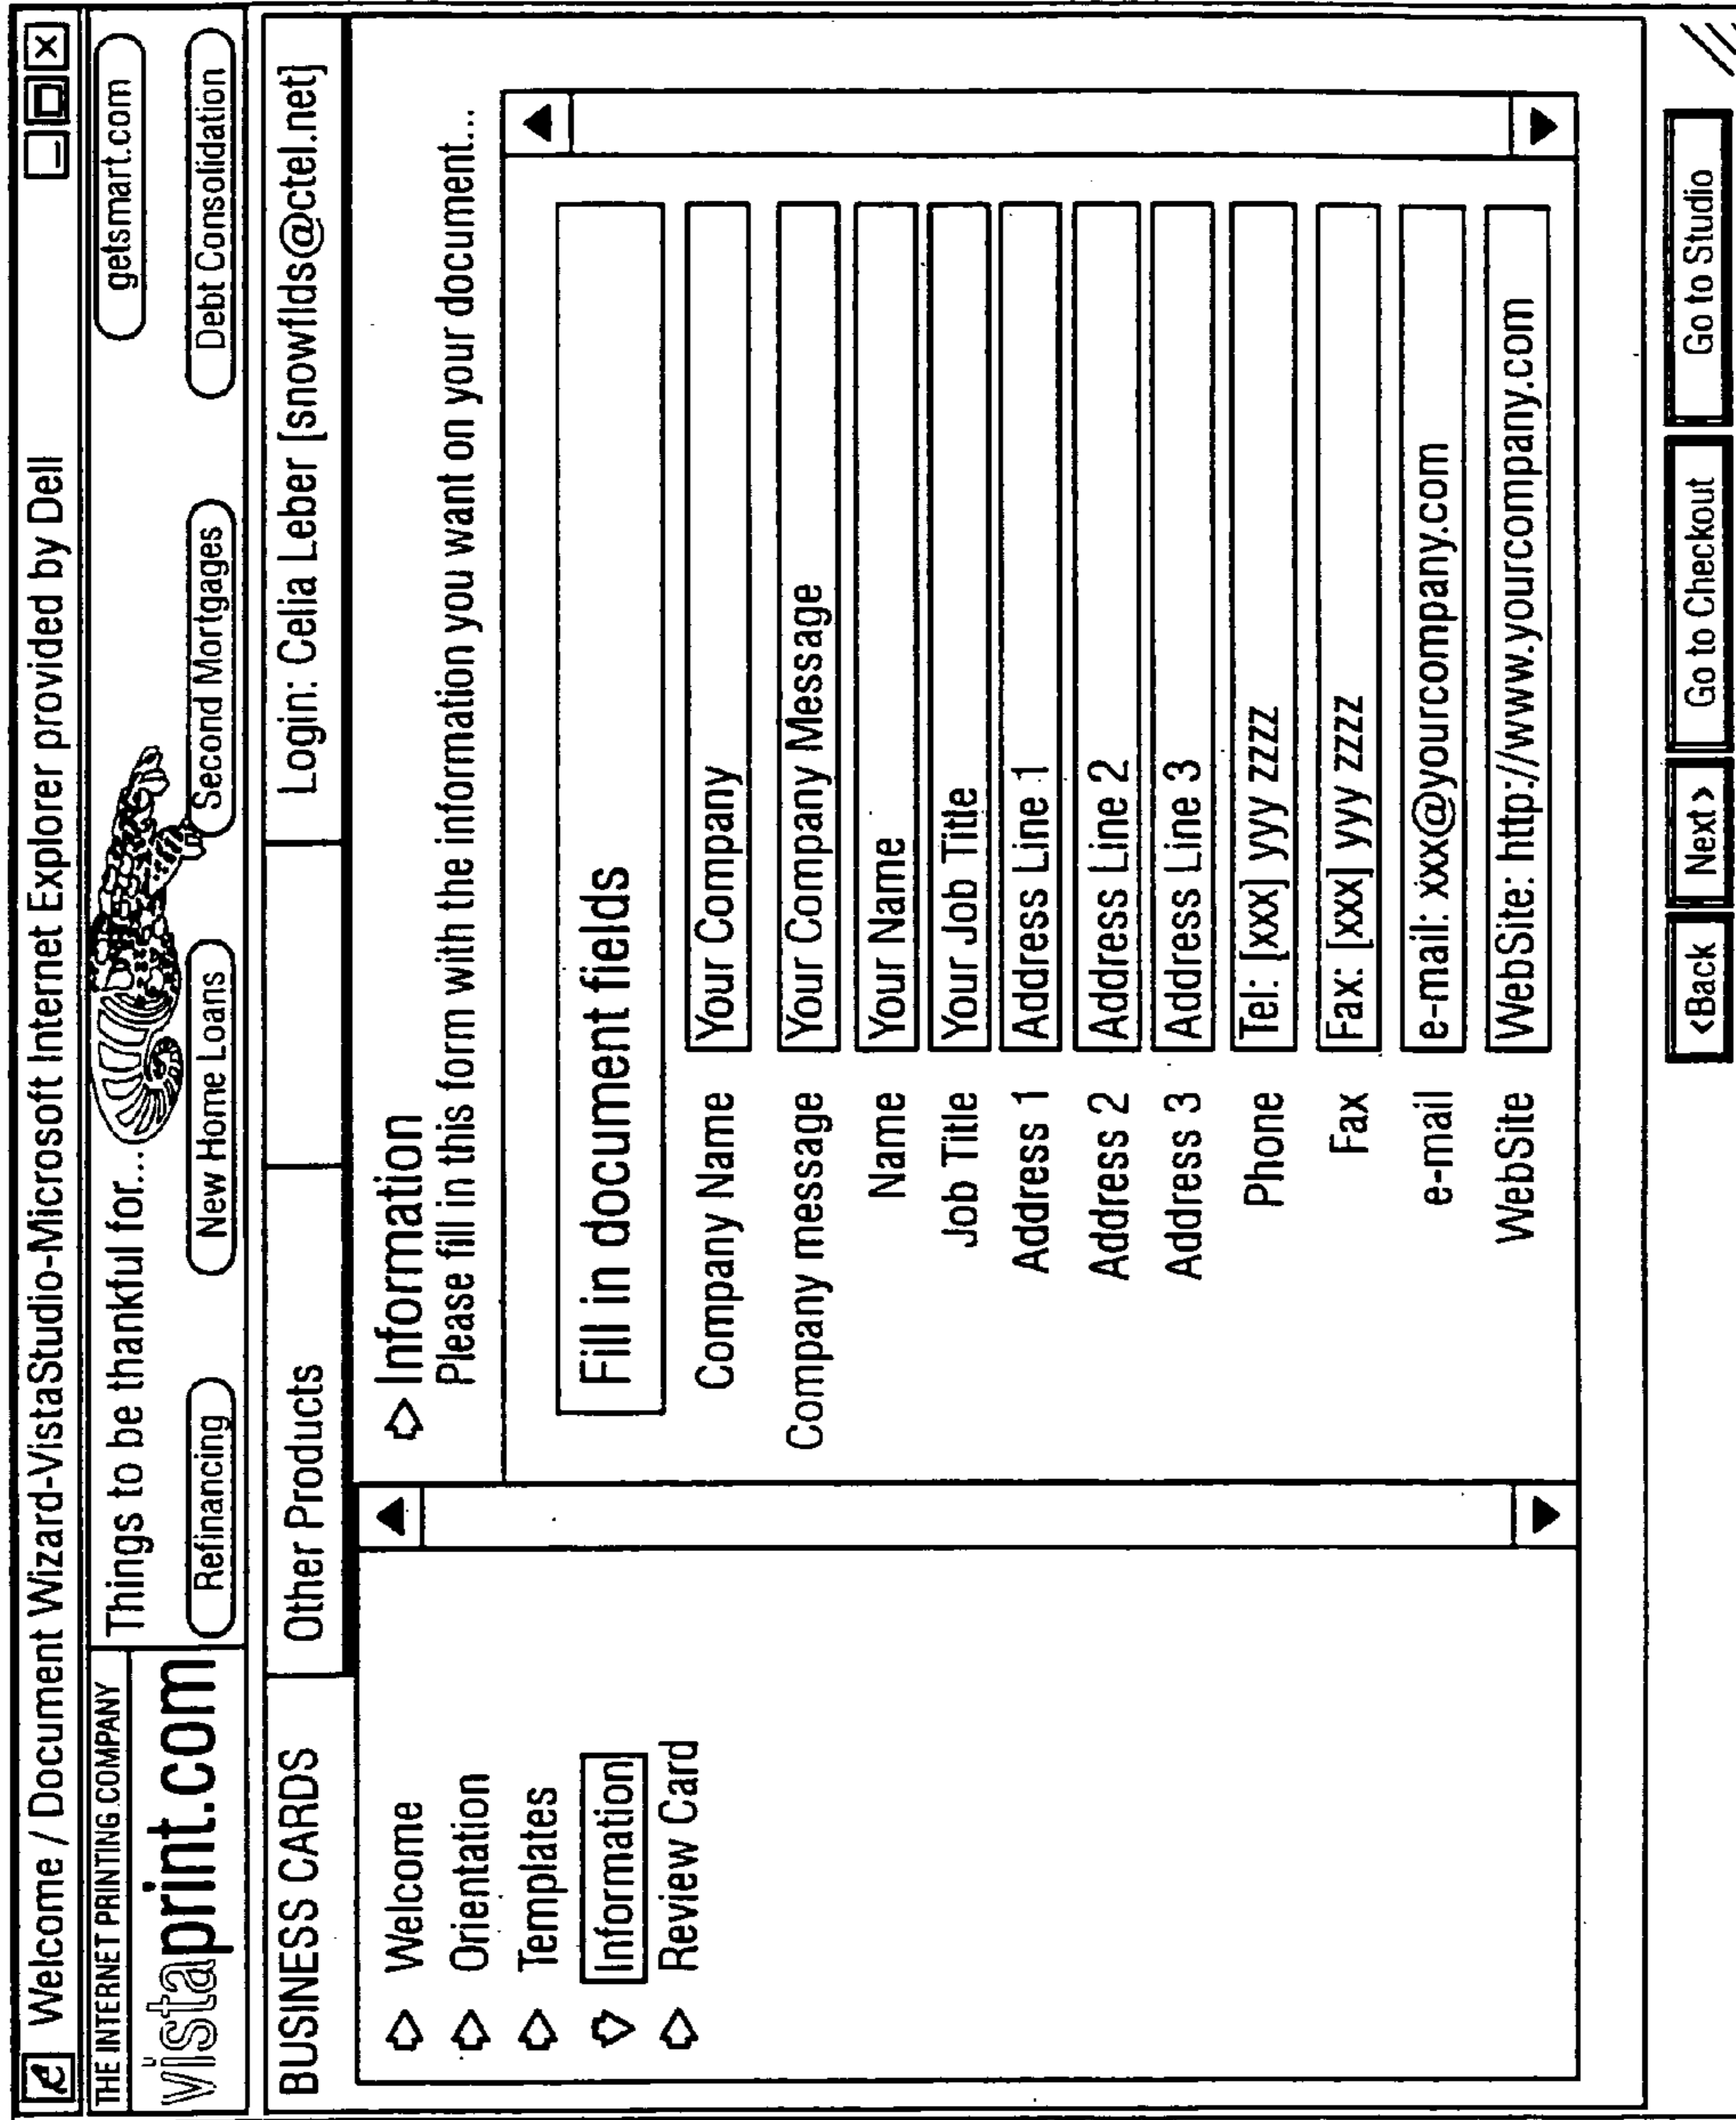 Welcome / Document Wizard-VistaStudio-Microsoft Internet Explorer provided by Dell
THE INTERNET PRINTING COMPANY
vistaprint.com
Things to be thankful for...
getsmart.com
Refinancing
New Home Loans
Second Mortgages
Debt Consolidation
BUSINESS CARDS
Other Products
Login: Celia Leber [snowflds@ctel.net]
Welcome
Orientation
Templates
Information
Review Card
Information
Please fill in this form with the information you want on your document...
Fill in document fields
Company Name Your Company
Company message Your Company Message
Name Your Name
Job Title Your Job Title
Address 1 Address Line 1
Address 2 Address Line 2
Address 3 Address Line 3
Phone Tel: [xxx] yyy zzzz
Fax Fax: [xxx] yyy zzzz
e-mail e-mail: xxx@yourcompany.com
WebSite WebSite: http://www.yourcompany.com
<Back Next> Go to Checkout Go to Studio